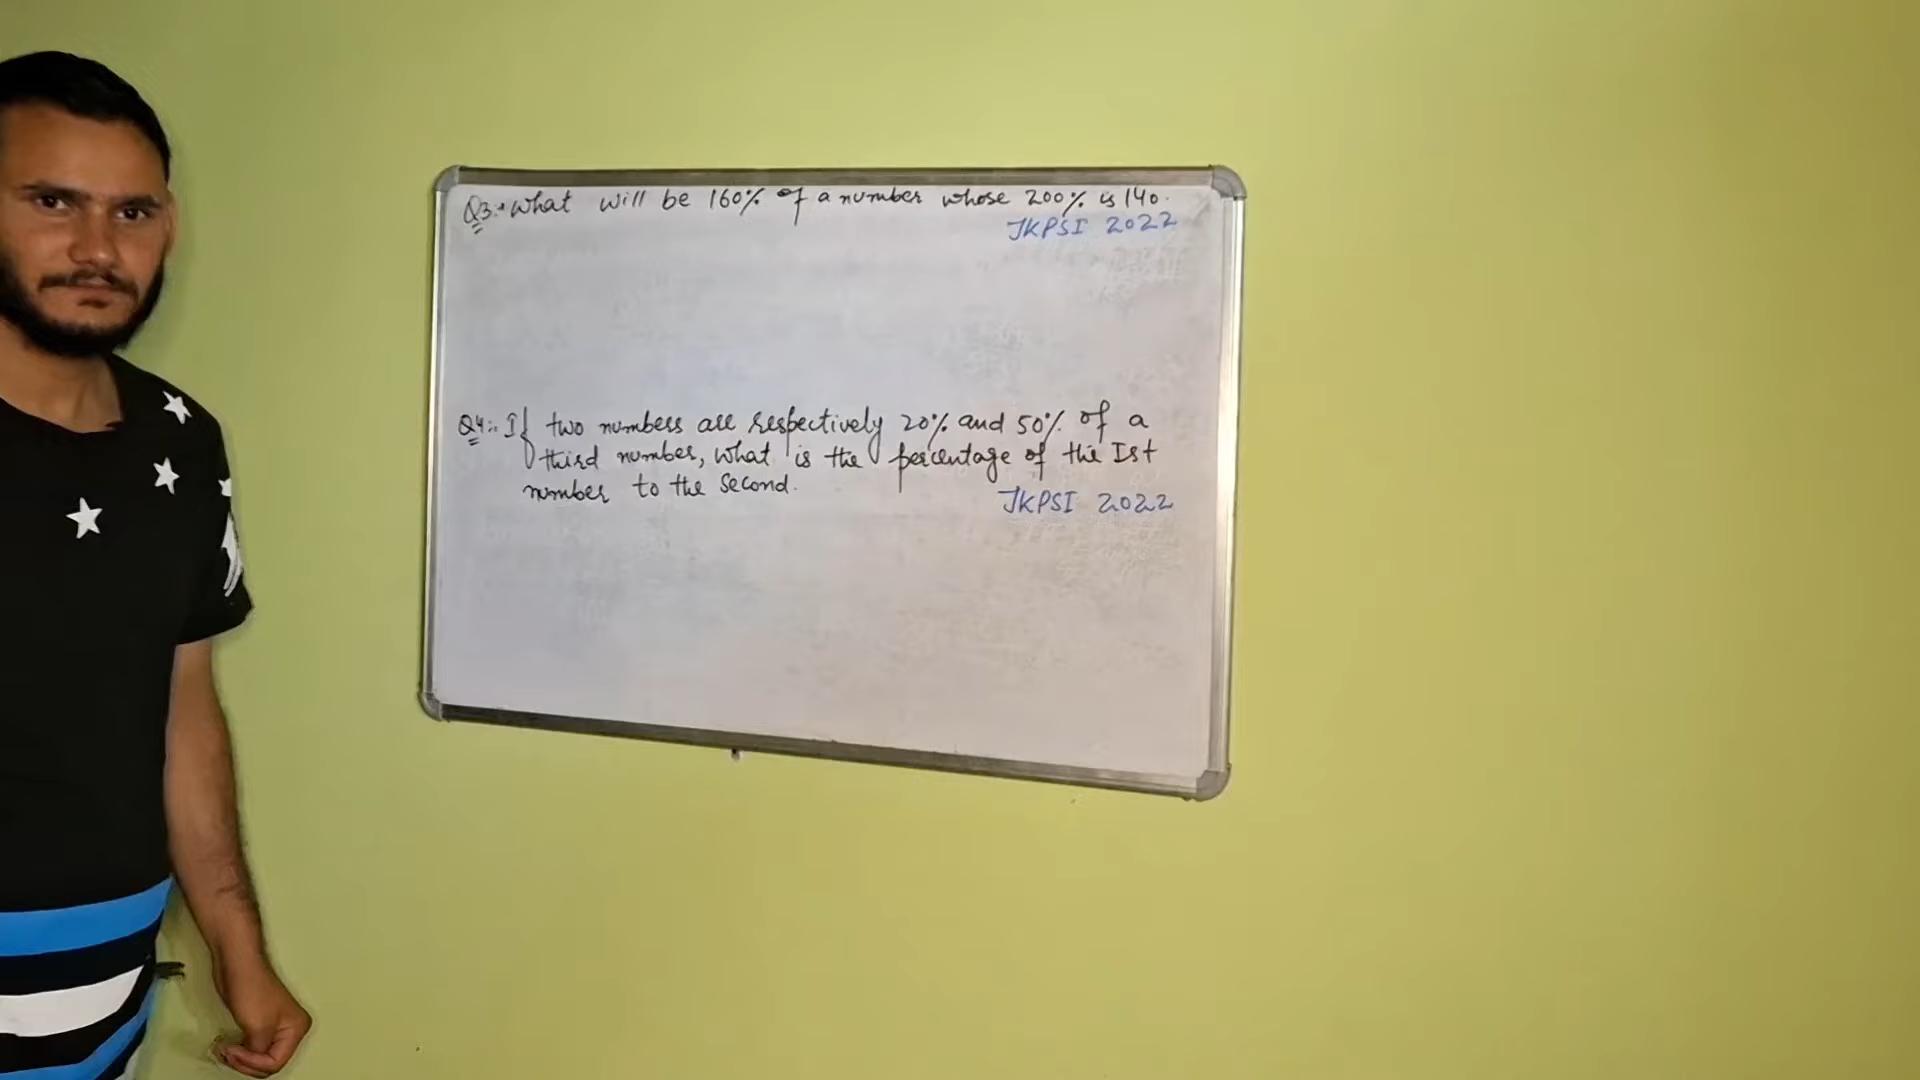 Q3:- What will be 160% of a number whose 200% is 140.
JKPSI 2022
Q4:- If two numbers are respectively 20% and 50% of a
third number, what is the percentage of the Ist
number to the second.
JKPSI 2022